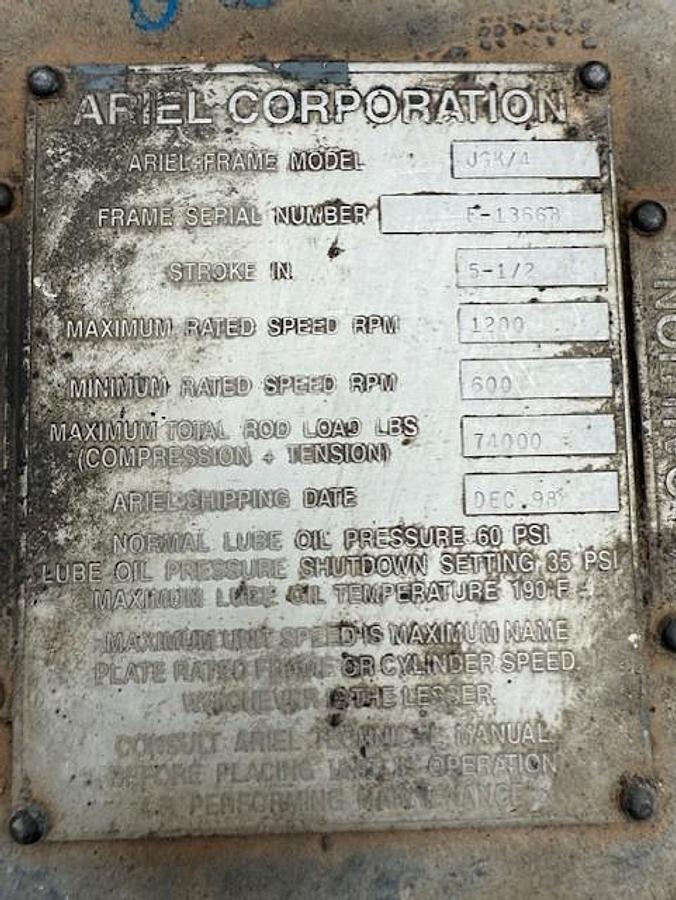 ARIEL CORPORATION
ARIEL FRAME MODEL JGK/4
FRAME SERIAL NUMBER F-13668
STROKE IN. 5-1/2
MAXIMUM RATED SPEED RPM 1200
MINIMUM RATED SPEED RPM 600
MAXIMUM TOTAL ROD LOAD LBS 74000
(COMPRESSION + TENSION)
ARIEL SHIPPING DATE DEC. 98
NORMAL LUBE OIL PRESSURE 60 PSI
LUBE OIL PRESSURE SHUTDOWN SETTING 35 PSI
MAXIMUM LUBE OIL TEMPERATURE 190°F
MAXIMUM UNIT SPEED IS MAXIMUM NAME
PLATE RATED FRAME OR CYLINDER SPEED,
WHICHEVER IS THE LESSER.
CONSULT ARIEL TECHNICAL MANUAL
BEFORE PLACING UNIT IN OPERATION
OR PERFORMING MAINTENANCE